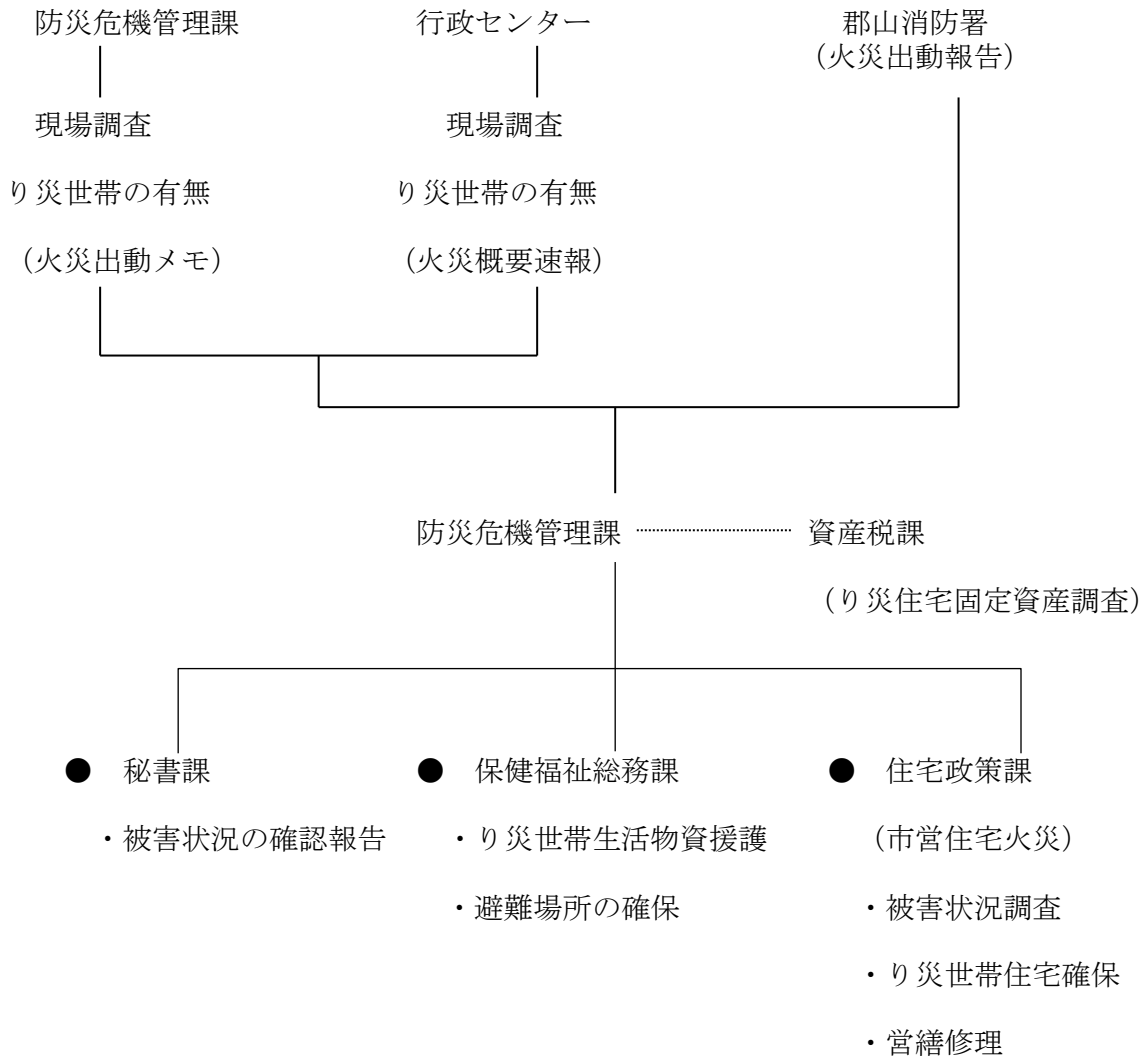 防災危機管理課
行政センター
郡山消防署
（火災出動報告）
現場調査
現場調査
り災世帯の有無
り災世帯の有無
（火災出動メモ）
（火災概要速報）
防災危機管理課
資産税課
（り災住宅固定資産調査）
● 秘書課
● 保健福祉総務課
● 住宅政策課
・被害状況の確認報告
・り災世帯生活物資援護
（市営住宅火災）
・避難場所の確保
・被害状況調査
・り災世帯住宅確保
・営繕修理